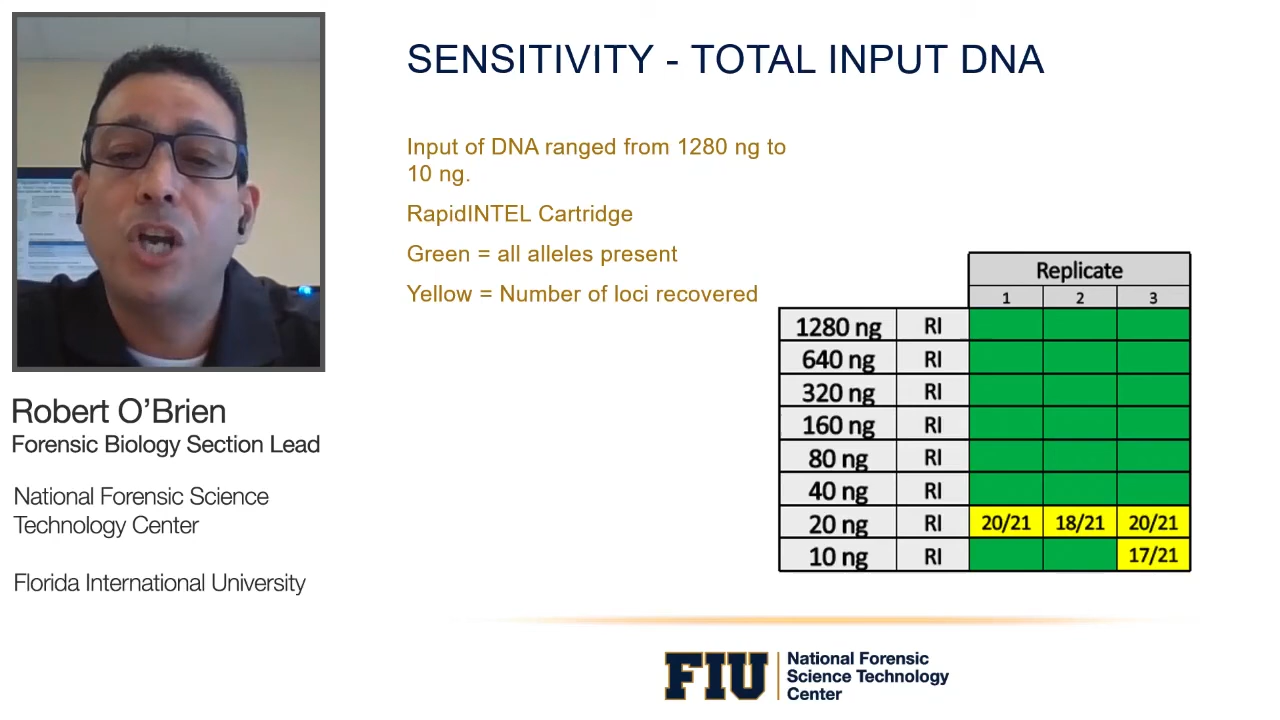 SENSITIVITY - TOTAL INPUT DNA
Input of DNA ranged from 1280 ng to
10 ng.
RapidINTEL Cartridge
Green = all alleles present
Yellow = Number of loci recovered
Replicate
1 2 3
1280 ng RI
640 ng RI
320 ng RI
160 ng RI
80 ng RI
40 ng RI
20 ng RI 20/21 18/21 20/21
10 ng RI 17/21
Robert O’Brien
Forensic Biology Section Lead
National Forensic Science
Technology Center
Florida International University
FIU
National Forensic
Science Technology
Center